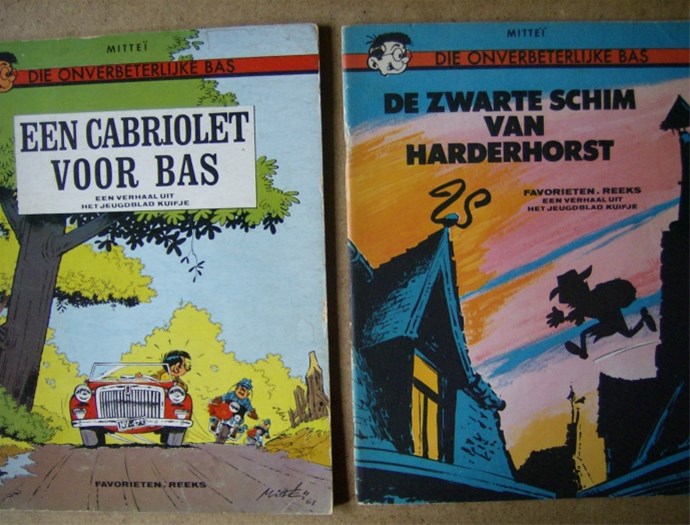 MITTEÏ
DIE ONVERBETERLIJKE BAS
EEN CABRIOLET
VOOR BAS
EEN VERHAAL UIT
HET JEUGDBLAD KUIFJE
FAVORIETEN. REEKS
MITTEÏ
DIE ONVERBETERLIJKE BAS
DE ZWARTE SCHIM
VAN
HARDERHORST
FAVORIETEN. REEKS
EEN VERHAAL UIT
HET JEUGDBLAD KUIFJE